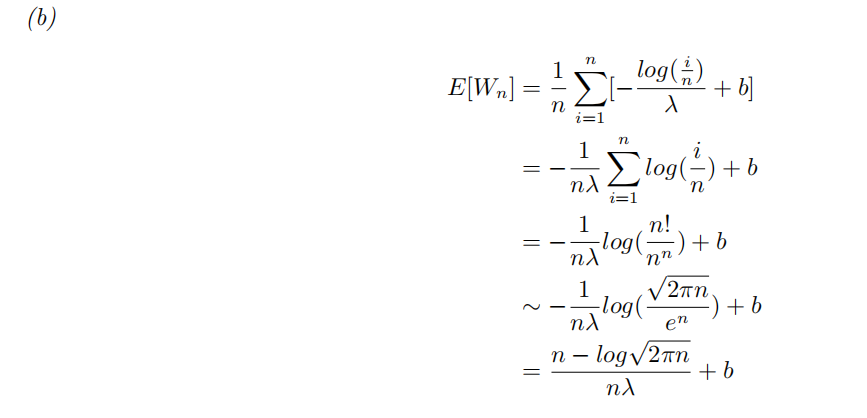 (b)
E[W_n] = \frac{1}{n} \sum_{i=1}^{n} [-\frac{log(\frac{i}{n})}{\lambda} + b]
= -\frac{1}{n\lambda} \sum_{i=1}^{n} log(\frac{i}{n}) + b
= -\frac{1}{n\lambda} log(\frac{n!}{n^n}) + b
\sim -\frac{1}{n\lambda} log(\frac{\sqrt{2\pi n}}{e^n}) + b
= \frac{n - log\sqrt{2\pi n}}{n\lambda} + b